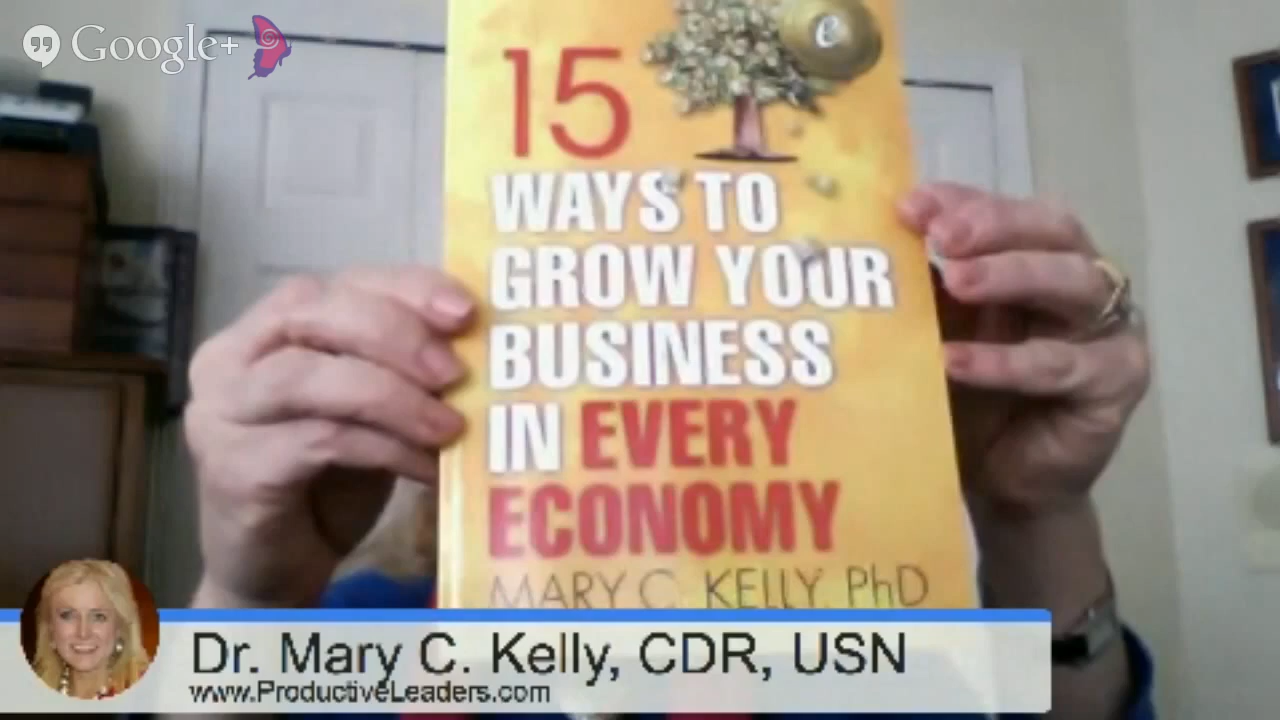 Google+
15
WAYS TO
GROW YOUR
BUSINESS
IN EVERY
ECONOMY
MARY C. KELLY, PhD
Dr. Mary C. Kelly, CDR, USN
www.ProductiveLeaders.com